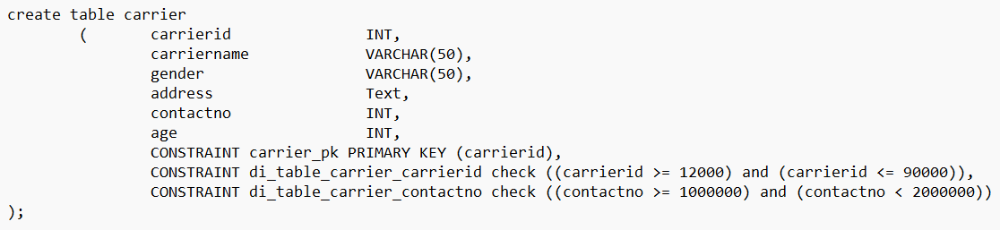 create table carrier
( carrierid INT,
carriername VARCHAR(50),
gender VARCHAR(50),
address Text,
contactno INT,
age INT,
CONSTRAINT carrier_pk PRIMARY KEY (carrierid),
CONSTRAINT di_table_carrier_carrierid check ((carrierid >= 12000) and (carrierid <= 90000)),
CONSTRAINT di_table_carrier_contactno check ((contactno >= 1000000) and (contactno < 2000000))
);